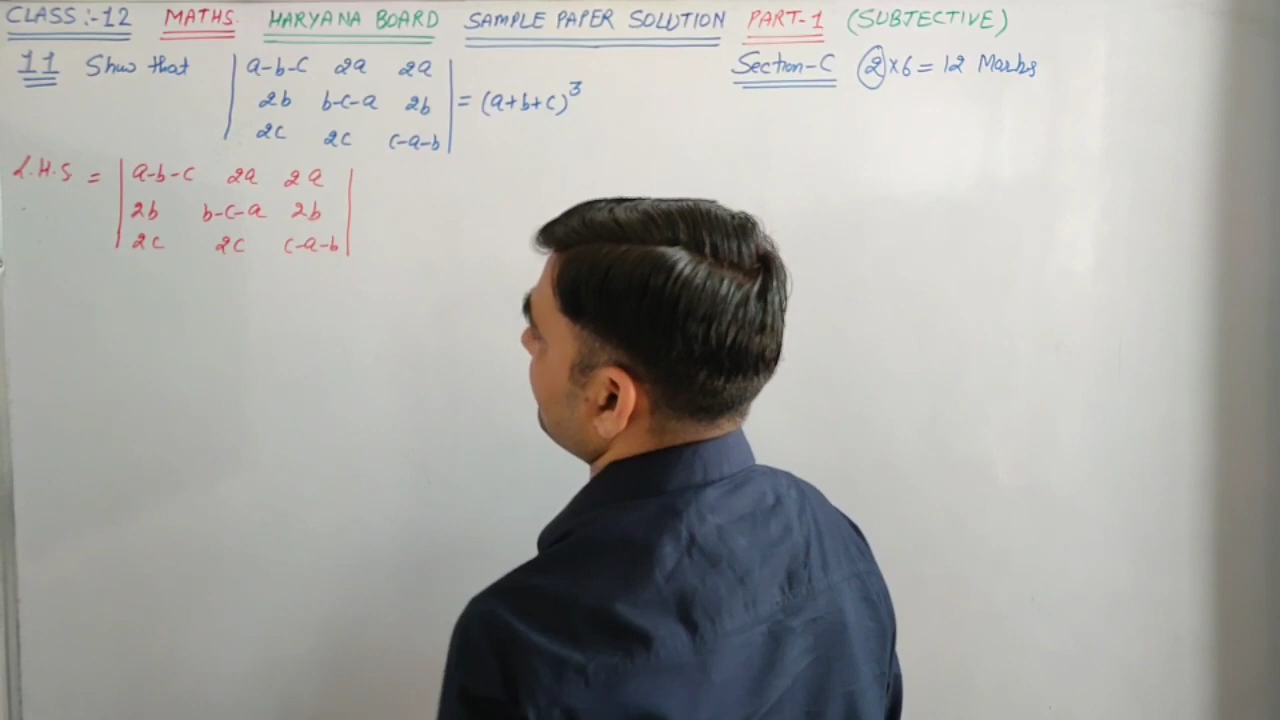 CLASS :- 12 MATHS. HARYANA BOARD SAMPLE PAPER SOLUTION PART-1 (SUBJECTIVE)
11 Show that | a-b-c 2a 2a | Section-C (2)×6 = 12 Marks
| 2b b-c-a 2b | = (a+b+c)³
| 2c 2c c-a-b |
L.H.S = | a-b-c 2a 2a |
| 2b b-c-a 2b |
| 2c 2c c-a-b |